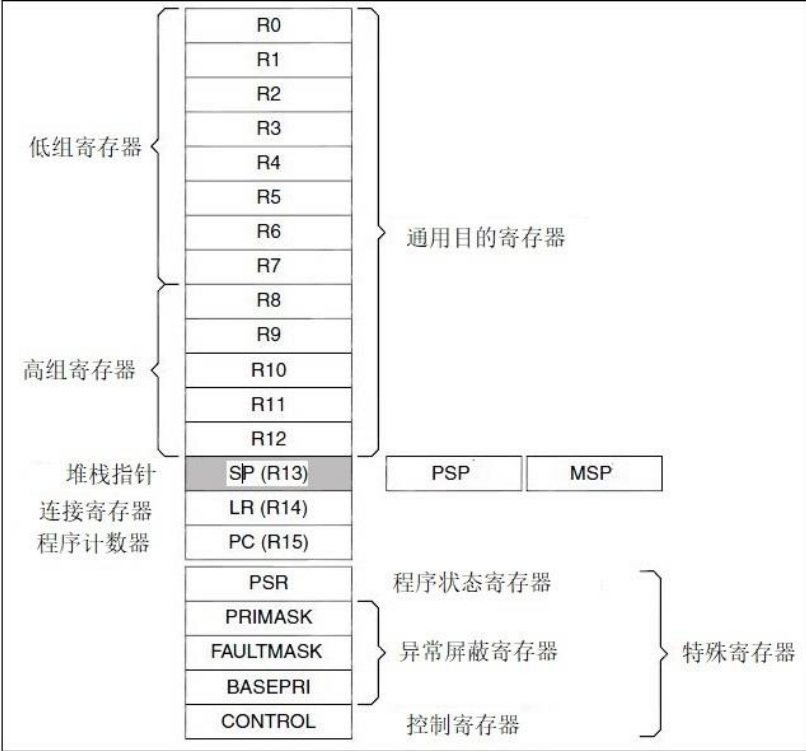 R0
R1
R2
低组寄存器 R3
R4
R5
R6 通用目的寄存器
R7
R8
R9
高组寄存器 R10
R11
R12
堆栈指针 SP (R13) PSP MSP
连接寄存器 LR (R14)
程序计数器 PC (R15)
PSR 程序状态寄存器
PRIMASK
FAULTMASK 异常屏蔽寄存器 特殊寄存器
BASEPRI
CONTROL 控制寄存器